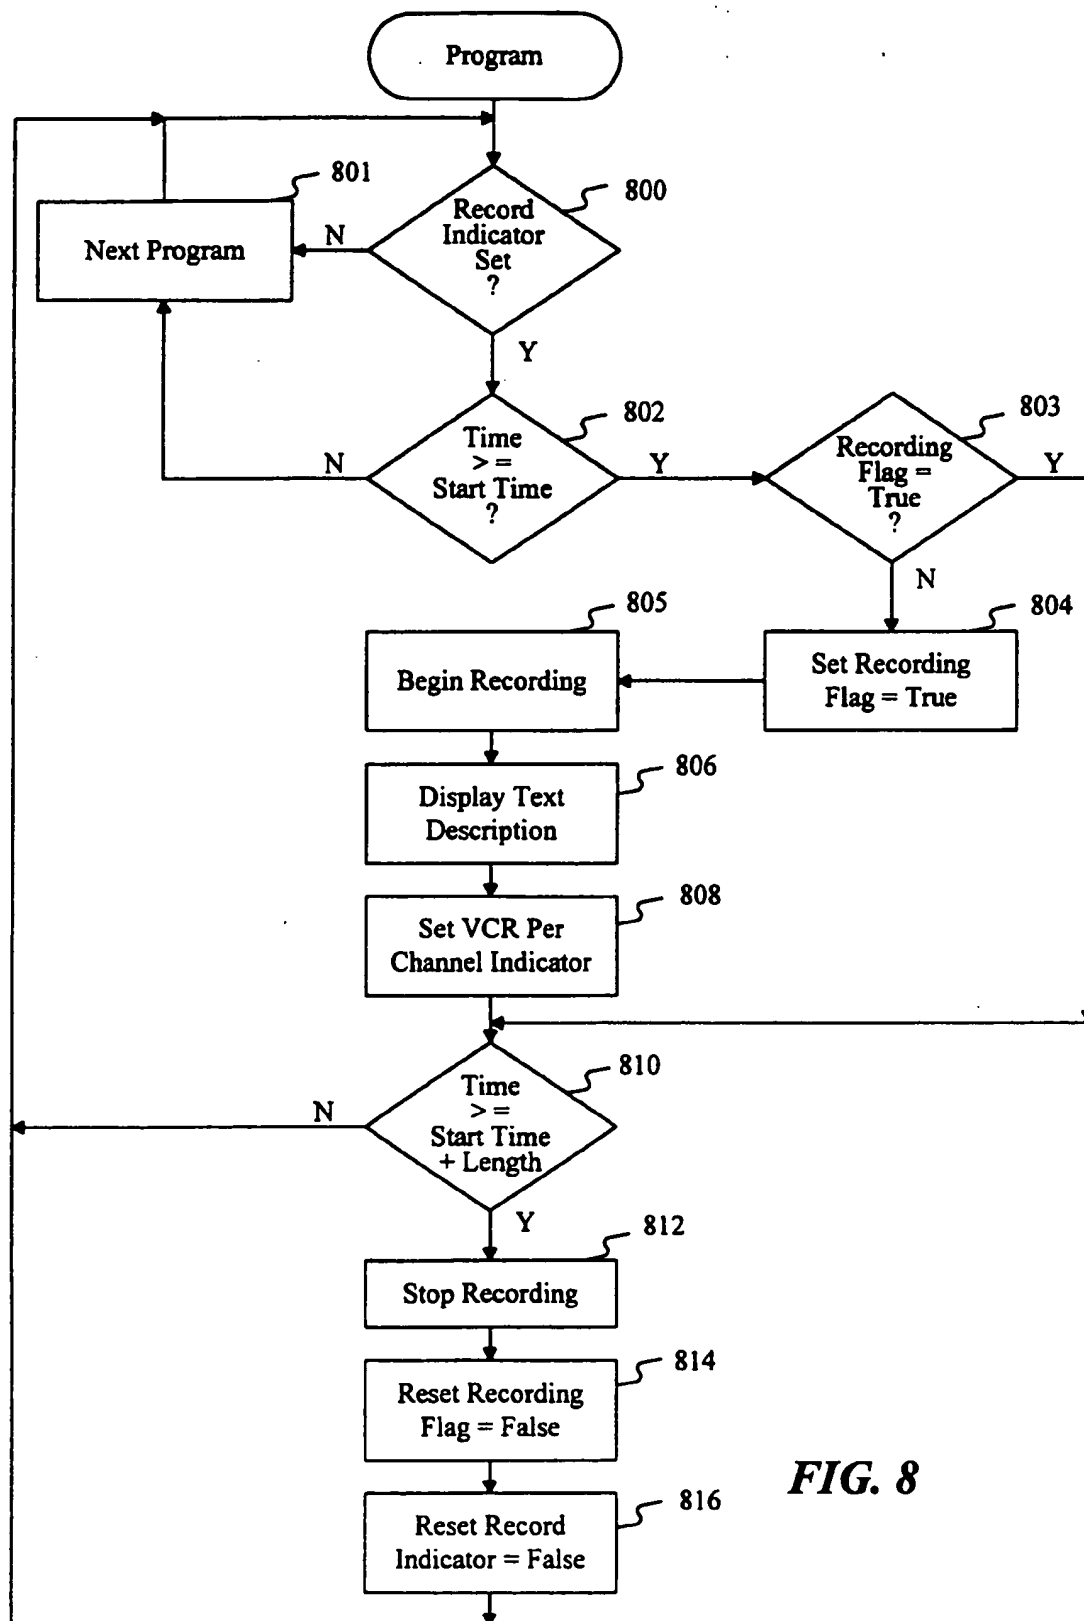 Program
801
800
Record
Indicator
Set
?
N
Next Program
Y
802
803
Time
> =
Start Time
?
N
Y
Recording
Flag =
True
?
Y
N
805
804
Begin Recording
Set Recording
Flag = True
806
Display Text
Description
808
Set VCR Per
Channel Indicator
810
Time
> =
Start Time
+ Length
N
Y
812
Stop Recording
814
Reset Recording
Flag = False
FIG. 8
816
Reset Record
Indicator = False